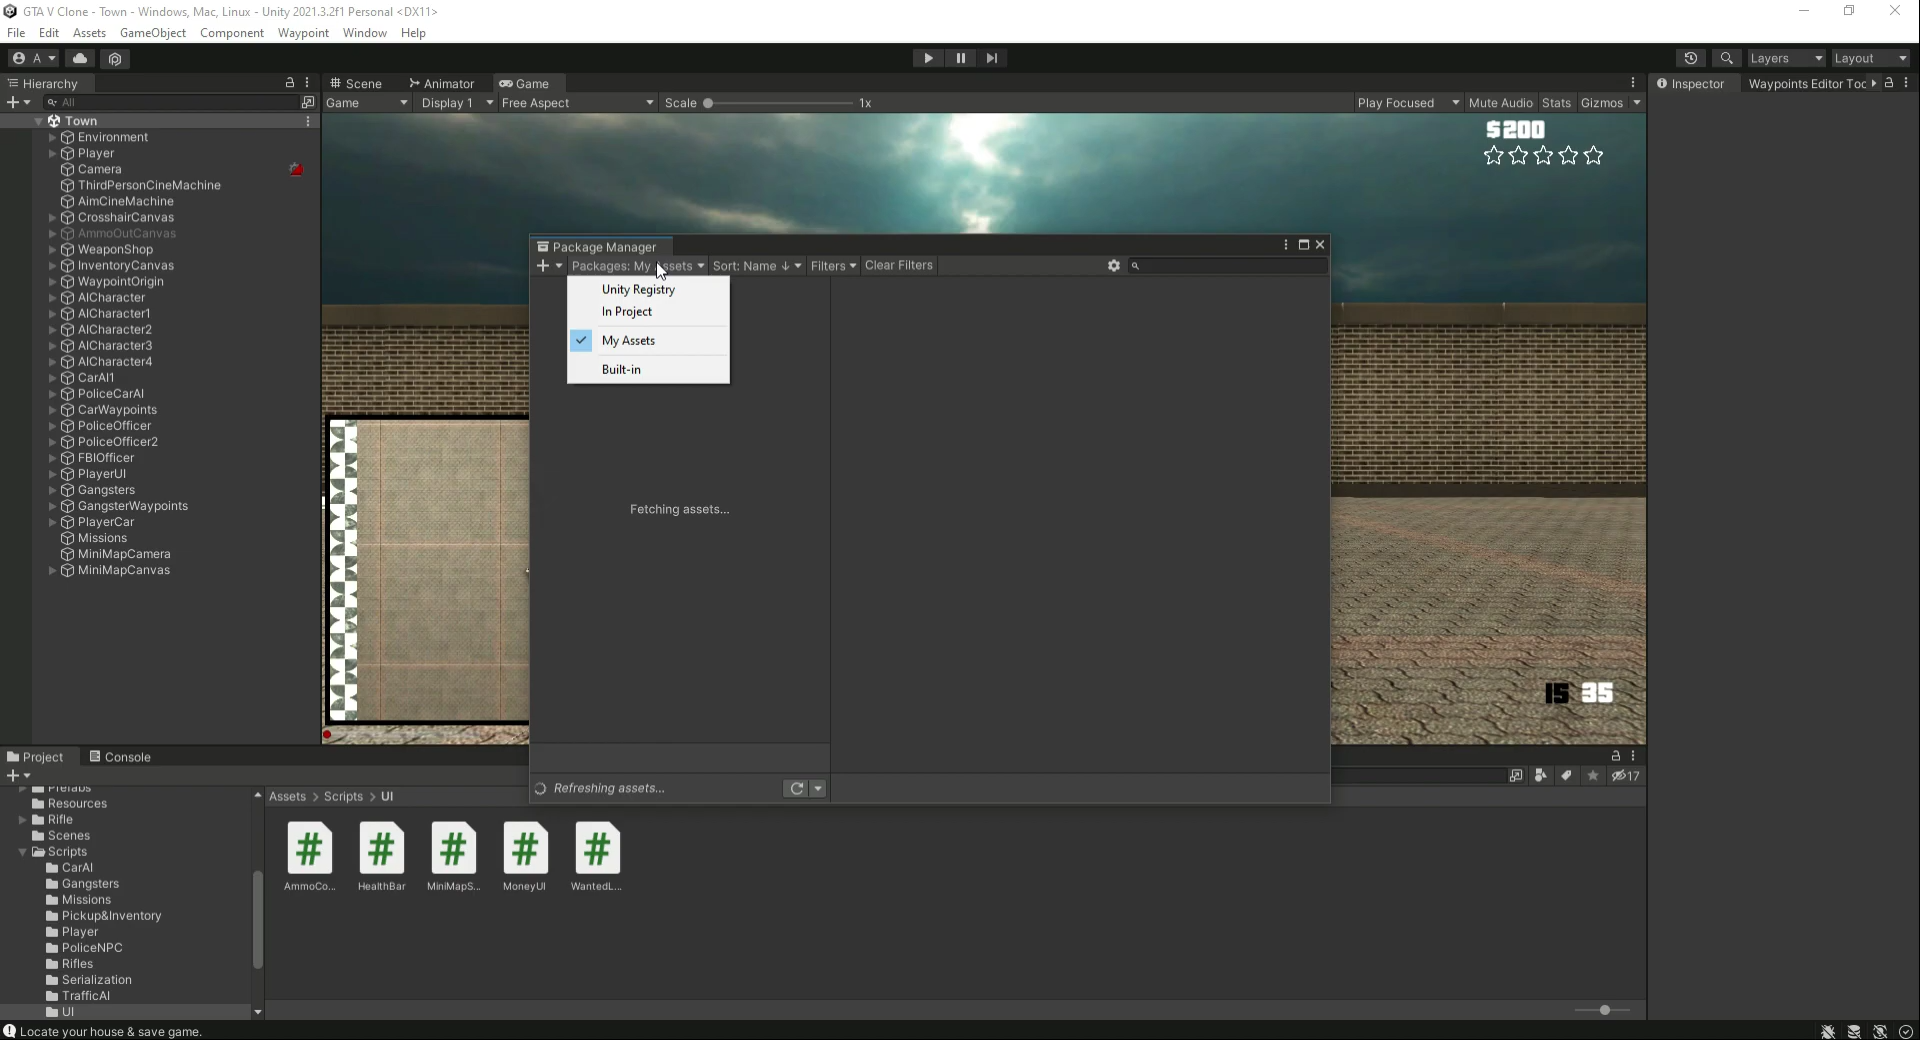 GTA V Clone - Town - Windows, Mac, Linux - Unity 2021.3.2f1 Personal <DX11>
File Edit Assets GameObject Component Waypoint Window Help
A
Layers Layout
Hierarchy
All
Town
Environment
Player
Camera
ThirdPersonCineMachine
AimCineMachine
CrosshairCanvas
AmmoOutCanvas
WeaponShop
InventoryCanvas
WaypointOrigin
AICharacter
AICharacter1
AICharacter2
AICharacter3
AICharacter4
CarAI1
PoliceCarAI
CarWaypoints
PoliceOfficer
PoliceOfficer2
FBIOfficer
PlayerUI
Gangsters
GangsterWaypoints
PlayerCar
Missions
MiniMapCamera
MiniMapCanvas
Scene Animator Game
Game Display 1 Free Aspect Scale 1x Play Focused Mute Audio Stats Gizmos
$200
15 35
Package Manager
Packages: My Assets Sort: Name ↓ Filters Clear Filters
Unity Registry
In Project
My Assets
Built-in
Fetching assets...
Refreshing assets...
Inspector Waypoints Editor Too
Project Console
17
Prefabs
Resources
Rifle
Scenes
Scripts
CarAI
Gangsters
Missions
Pickup&Inventory
Player
PoliceNPC
Rifles
Serialization
TrafficAI
UI
Assets > Scripts > UI
AmmoCo... HealthBar MiniMapS... MoneyUI WantedL...
Locate your house & save game.